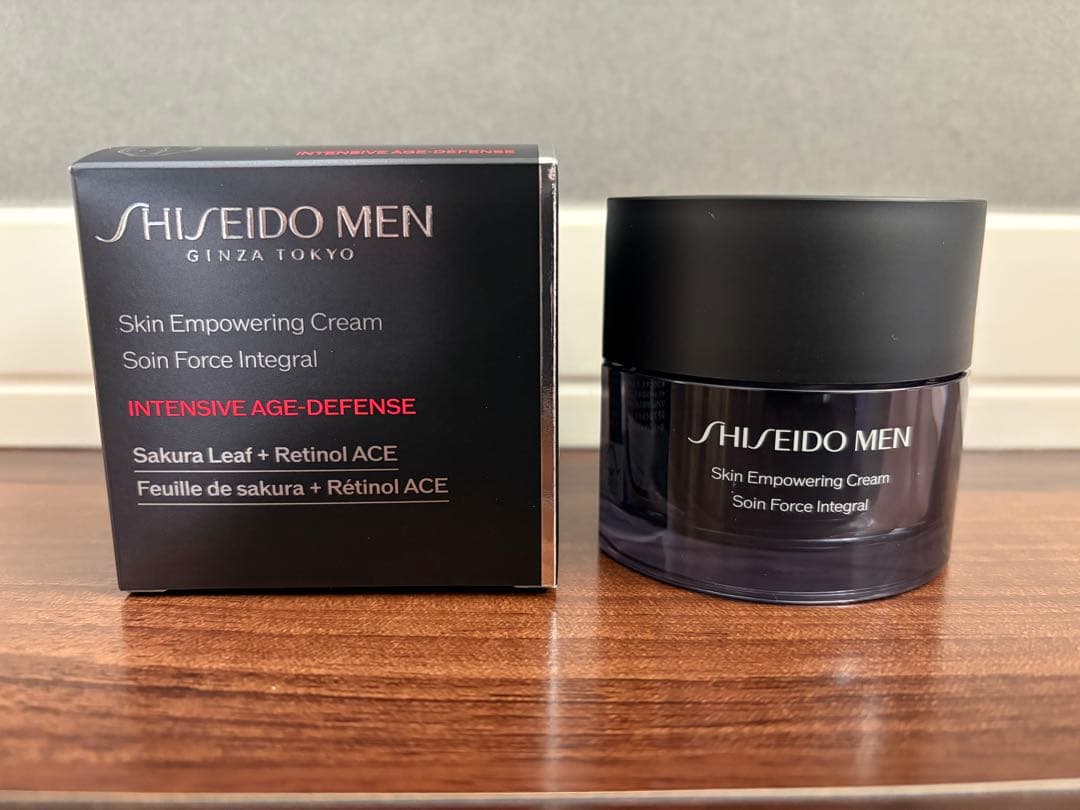 INTENSIVE AGE-DEFENSE
SHISEIDO MEN
GINZA TOKYO
Skin Empowering Cream
Soin Force Integral
INTENSIVE AGE-DEFENSE
Sakura Leaf + Retinol ACE
Feuille de sakura + Rétinol ACE
SHISEIDO MEN
Skin Empowering Cream
Soin Force Integral